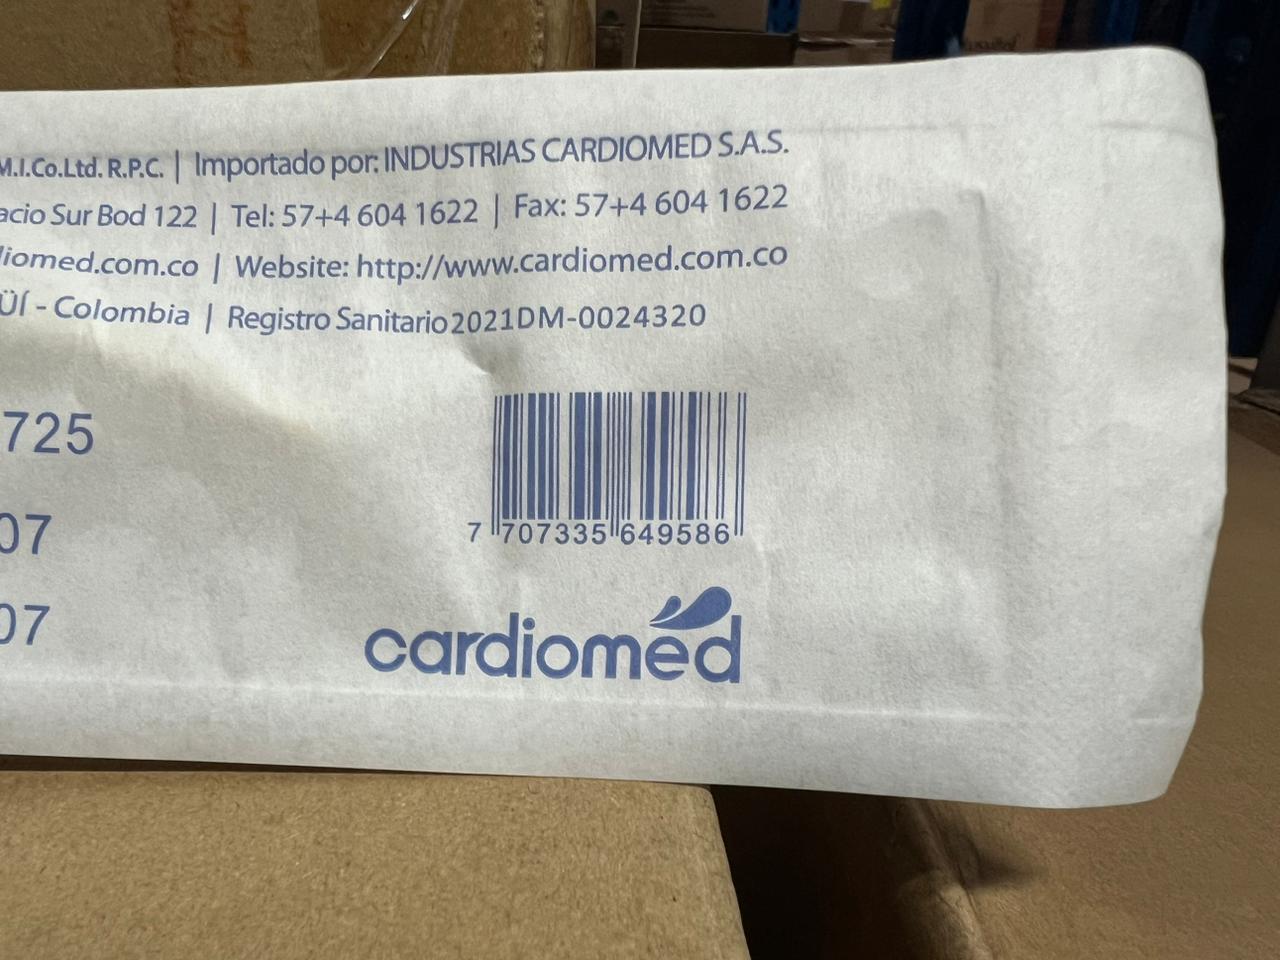 M.I.Co.Ltd. R.P.C. | Importado por: INDUSTRIAS CARDIOMED S.A.S.
Sur Bod 122 | Tel: 57+4 604 1622 | Fax: 57+4 604 1622
diomed.com.co | Website: http://www.cardiomed.com.co
ÜÍ - Colombia | Registro Sanitario 2021DM-0024320
725
07
07
7 707335 649586
cardiomed